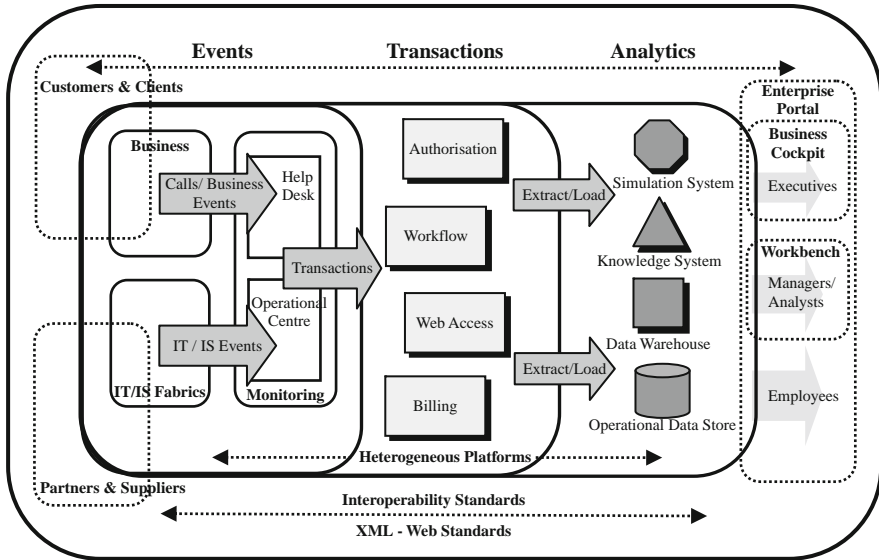 Events
Transactions
Analytics
Customers & Clients
Enterprise
Portal
Business
Help
Desk
Calls/ Business
Events
Authorisation
Extract/Load
Simulation System
Business
Cockpit
Executives
Workflow
Transactions
Knowledge System
Workbench
Managers/
Analysts
Operational
Centre
IT / IS Events
Web Access
Data Warehouse
Extract/Load
IT/IS Fabrics
Monitoring
Billing
Operational Data Store
Employees
Heterogeneous Platforms
Partners & Suppliers
Interoperability Standards
XML - Web Standards